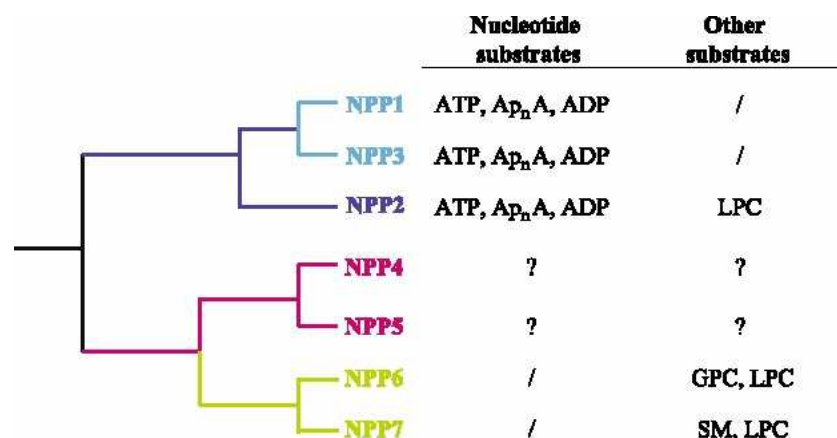 Nucleotide substrates Other substrates
NPP1 ATP, ApnA, ADP /
NPP3 ATP, ApnA, ADP /
NPP2 ATP, ApnA, ADP LPC
NPP4 ? ?
NPP5 ? ?
NPP6 / GPC, LPC
NPP7 / SM, LPC